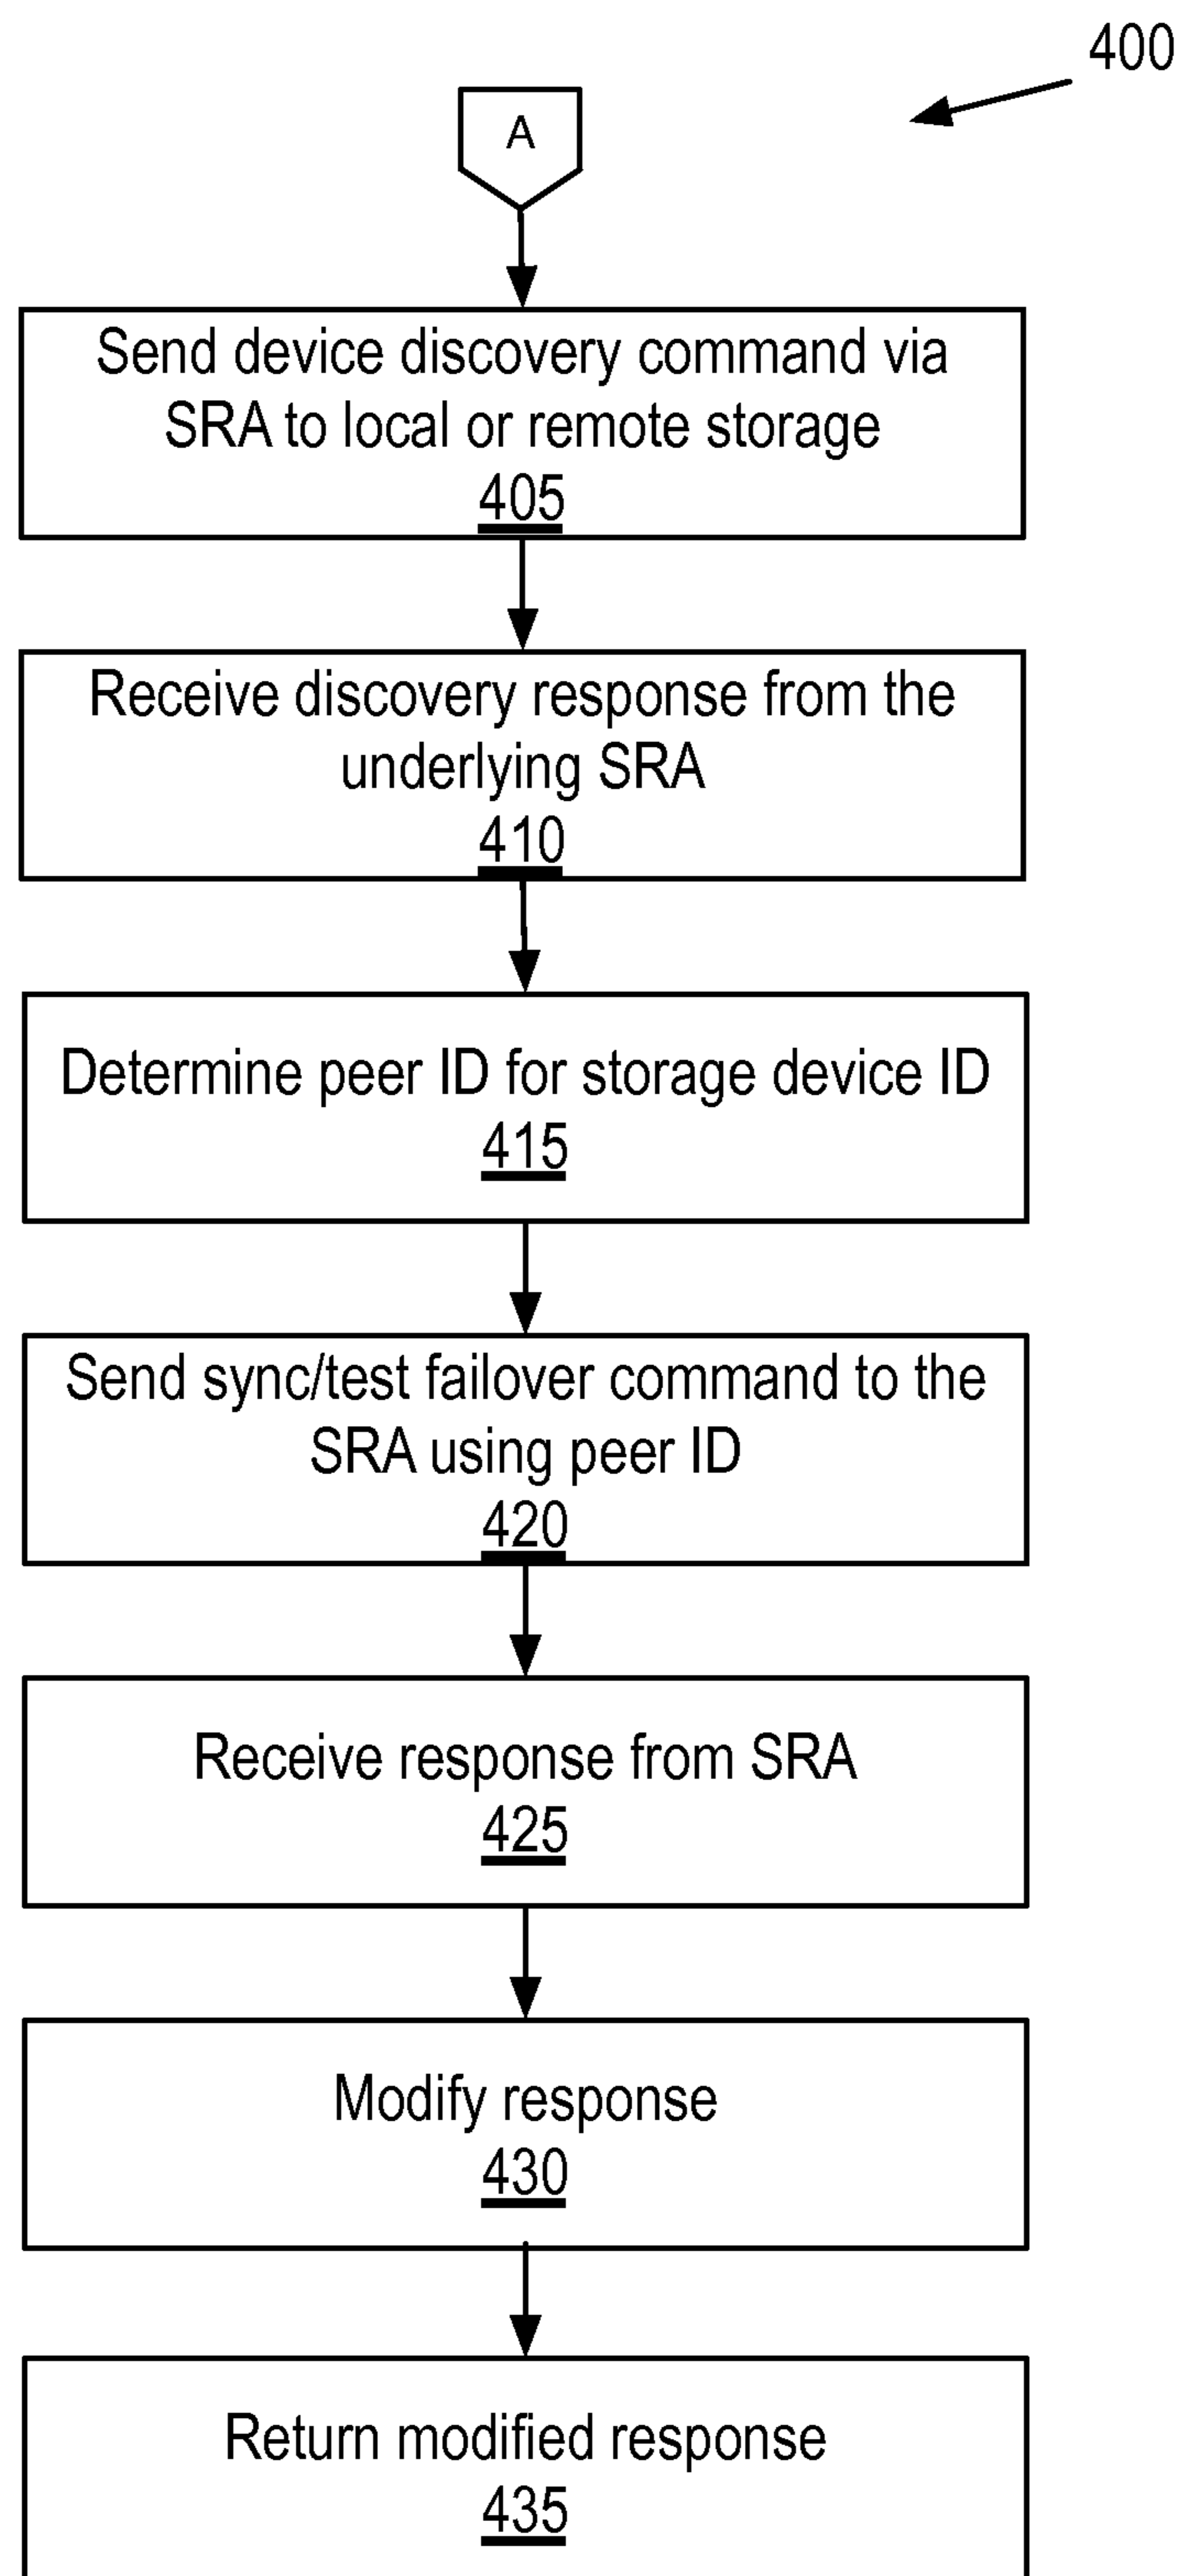 400
A
Send device discovery command via
SRA to local or remote storage
405
Receive discovery response from the
underlying SRA
410
Determine peer ID for storage device ID
415
Send sync/test failover command to the
SRA using peer ID
420
Receive response from SRA
425
Modify response
430
Return modified response
435